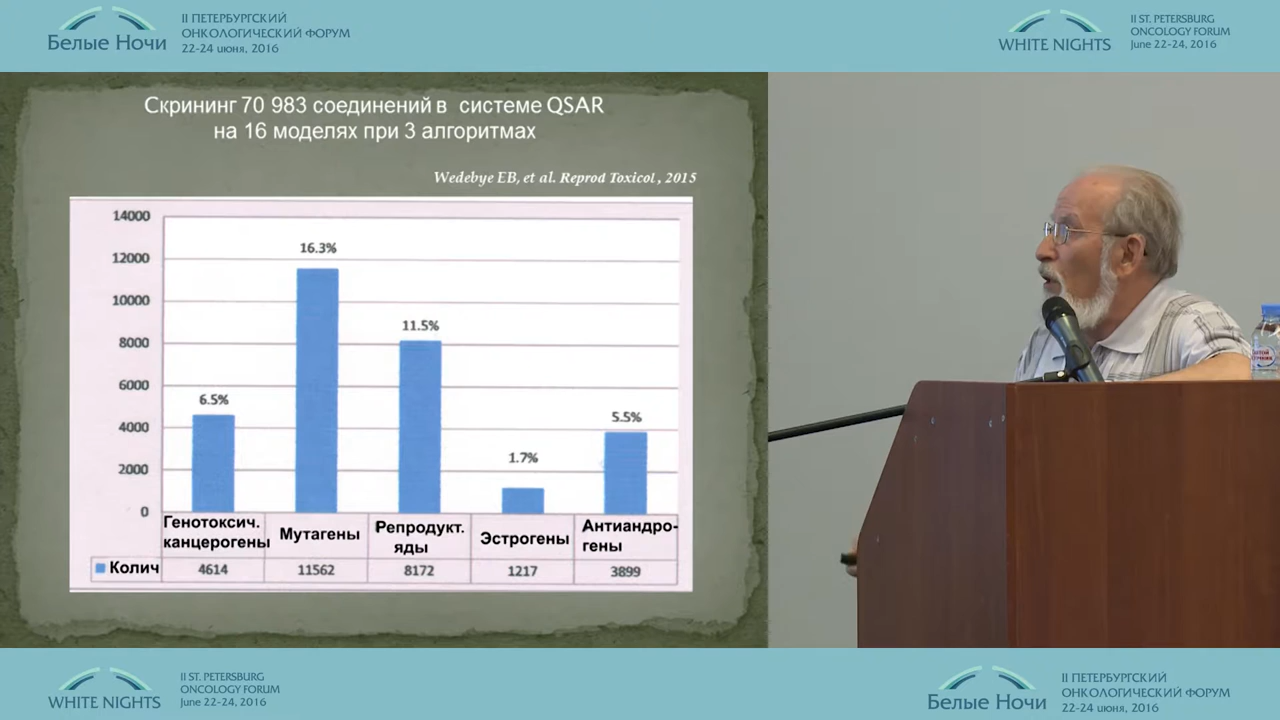 Белые Ночи
II ПЕТЕРБУРГСКИЙ
ОНКОЛОГИЧЕСКИЙ ФОРУМ
22-24 июня, 2016
WHITE NIGHTS
II ST. PETERSBURG
ONCOLOGY FORUM
June 22-24, 2016
Скрининг 70 983 соединений в системе QSAR
на 16 моделях при 3 алгоритмах
Wedebye EB, et al. Reprod Toxicol, 2015
14000
12000
10000
8000
6000
4000
2000
0
6.5%
16.3%
11.5%
1.7%
5.5%
Генотоксич.
канцерогены
Мутагены
Репродукт.
яды
Эстрогены
Антиандро-
гены
Колич
4614
11562
8172
1217
3899
WHITE NIGHTS
II ST. PETERSBURG
ONCOLOGY FORUM
June 22-24, 2016
Белые Ночи
II ПЕТЕРБУРГСКИЙ
ОНКОЛОГИЧЕСКИЙ ФОРУМ
22-24 июня, 2016